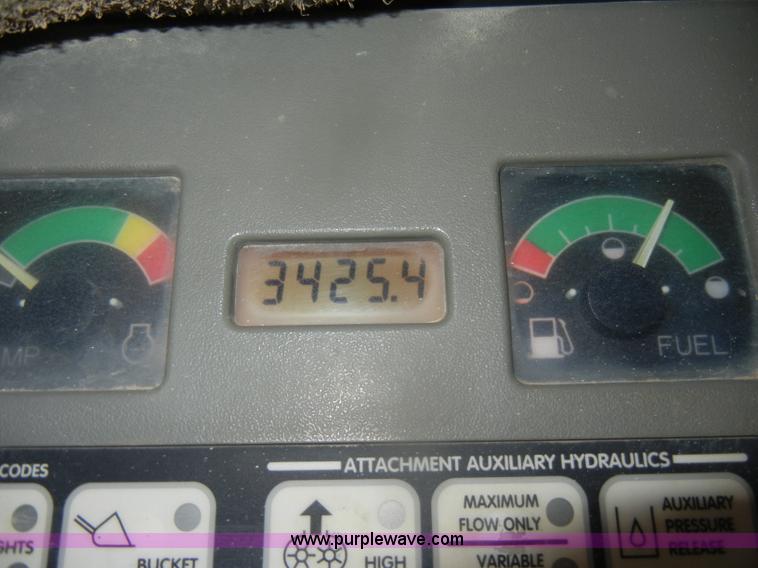 3425.4
MP
FUEL
CODES
ATTACHMENT AUXILIARY HYDRAULICS
GHTS
BUCKET
HIGH
MAXIMUM
FLOW ONLY
VARIABLE
AUXILIARY
PRESSURE
RELEASE
www.purplewave.com